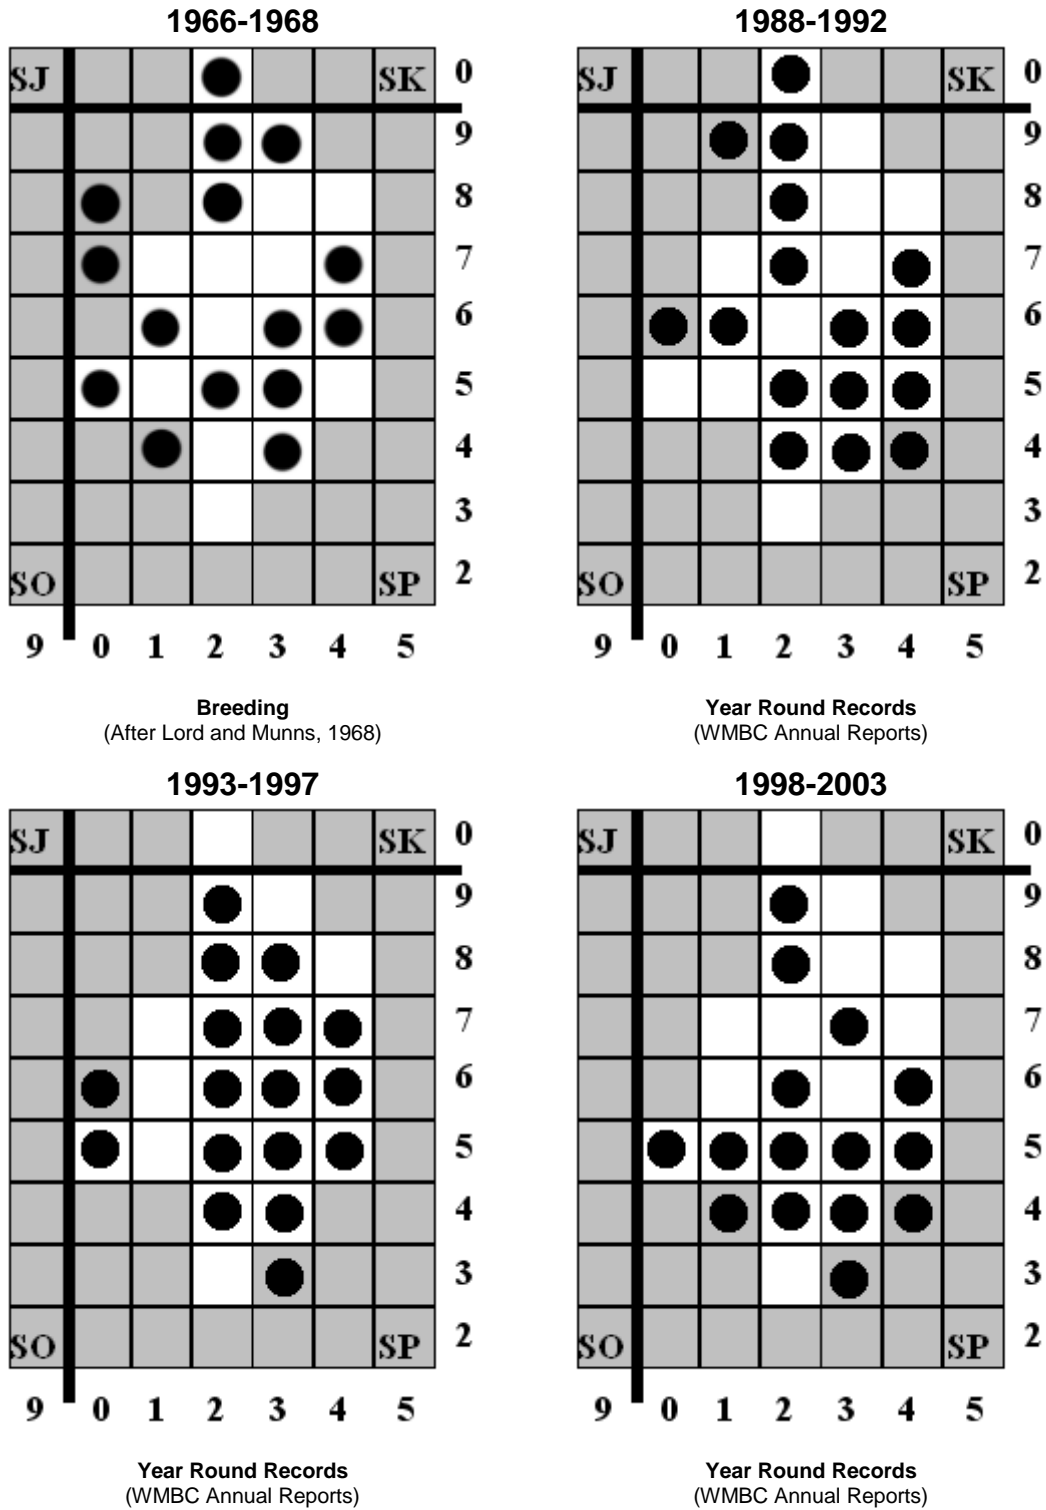 1966-1968
SJ SK 0
9
8
7
6
5
4
3
SO SP 2
9 0 1 2 3 4 5
Breeding
(After Lord and Munns, 1968)
1988-1992
SJ SK 0
9
8
7
6
5
4
3
SO SP 2
9 0 1 2 3 4 5
Year Round Records
(WMBC Annual Reports)
1993-1997
SJ SK 0
9
8
7
6
5
4
3
SO SP 2
9 0 1 2 3 4 5
Year Round Records
(WMBC Annual Reports)
1998-2003
SJ SK 0
9
8
7
6
5
4
3
SO SP 2
9 0 1 2 3 4 5
Year Round Records
(WMBC Annual Reports)